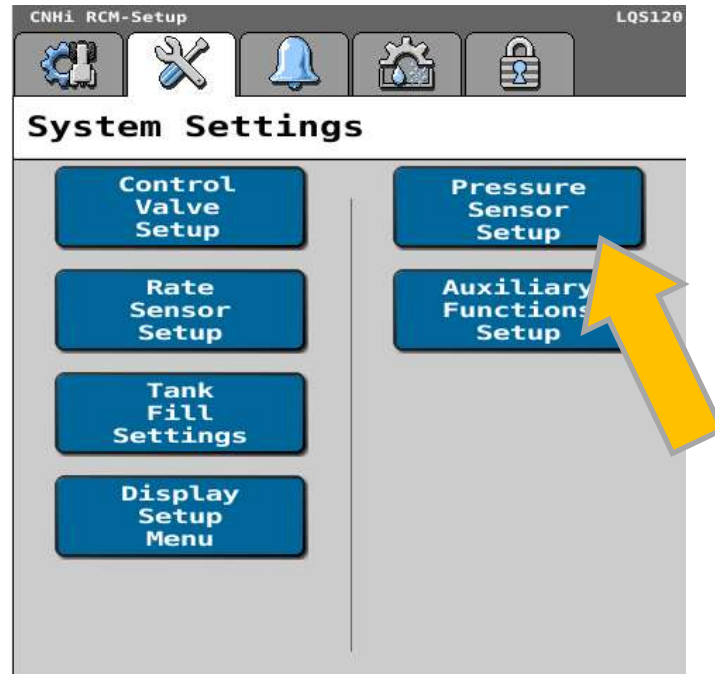 CNHi RCM-Setup LQS120
System Settings
Control
Valve
Setup
Rate
Sensor
Setup
Tank
Fill
Settings
Display
Setup
Menu
Pressure
Sensor
Setup
Auxiliary
Functions
Setup